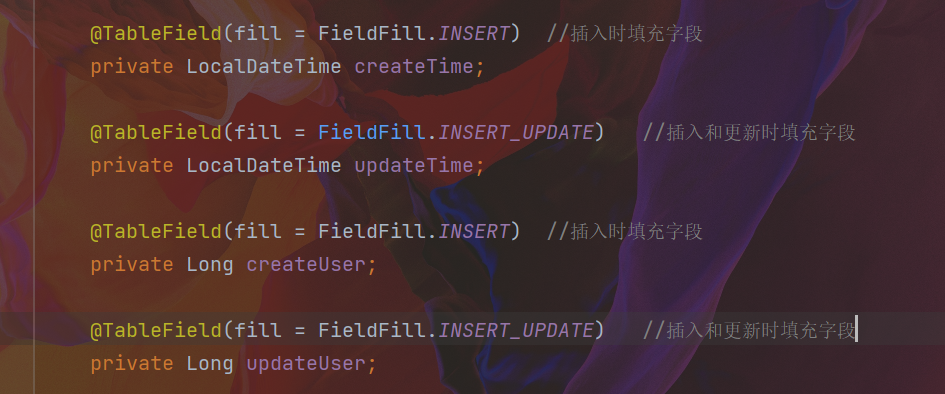 @TableField(fill = FieldFill.INSERT)  //插入时填充字段
private LocalDateTime createTime;
@TableField(fill = FieldFill.INSERT_UPDATE)   //插入和更新时填充字段
private LocalDateTime updateTime;
@TableField(fill = FieldFill.INSERT)  //插入时填充字段
private Long createUser;
@TableField(fill = FieldFill.INSERT_UPDATE)   //插入和更新时填充字段
private Long updateUser;